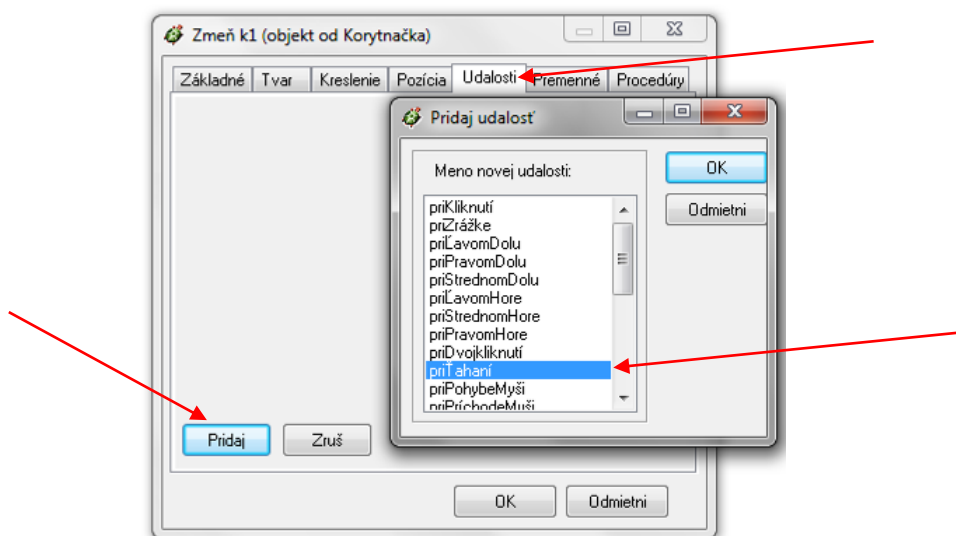 Zmeň k1 (objekt od Korytnačka)
Základné Tvar Kreslenie Pozícia Udalosti Premenné Procedúry
Pridaj udalosť
Meno novej udalosti:
OK
Odmietni
priKliknutí
priZrážke
priĽavomDolu
priPravomDolu
priStrednomDolu
priĽavomHore
priStrednomHore
priPravomHore
priDvojkliknutí
priŤahaní
priPohybeMyši
priPríchodeMyši
Pridaj Zruš
OK Odmietni